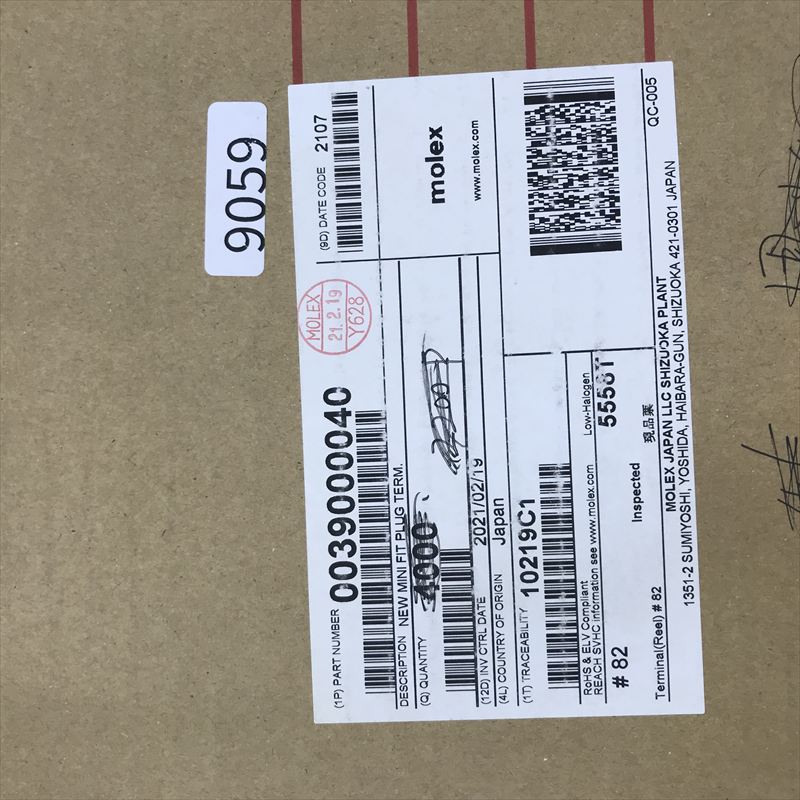 9059
(1P) PART NUMBER 0039000040
(9D) DATE CODE 2107
MOLEX
21.2.19
Y628
DESCRIPTION NEW MINI FIT PLUG TERM.
(Q) QUANTITY 4000
molex
www.molex.com
(12D) INV CTRL DATE 2021/02/19
(4L) COUNTRY OF ORIGIN Japan
(1T) TRACEABILITY 10219C1
RoHS & ELV Compliant
REACH SVHC information see www.molex.com
Low-Halogen
# 82
Inspected
現品票
Terminal(Reel) # 82
MOLEX JAPAN LLC SHIZUOKA PLANT
QC-005
1351-2 SUMIYOSHI, YOSHIDA, HAIBARA-GUN, SHIZUOKA 421-0301 JAPAN